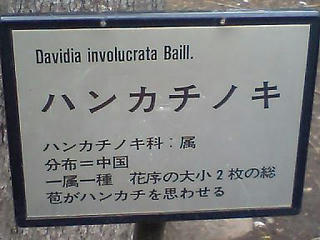 Davidia involucrata Baill.
ハンカチノキ
ハンカチノキ科：属
分布＝中国
一属一種　花序の大小2枚の総
苞がハンカチを思わせる